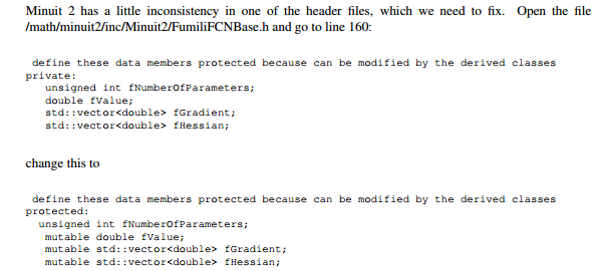 Minuit 2 has a little inconsistency in one of the header files, which we need to fix. Open the file
/math/minuit2/inc/Minuit2/FumiliFCNBase.h and go to line 160:
define these data members protected because can be modified by the derived classes
private:
unsigned int fNumberOfParameters;
double fValue;
std::vector<double> fGradient;
std::vector<double> fHessian;
change this to
define these data members protected because can be modified by the derived classes
protected:
unsigned int fNumberOfParameters;
mutable double fValue;
mutable std::vector<double> fGradient;
mutable std::vector<double> fHessian;